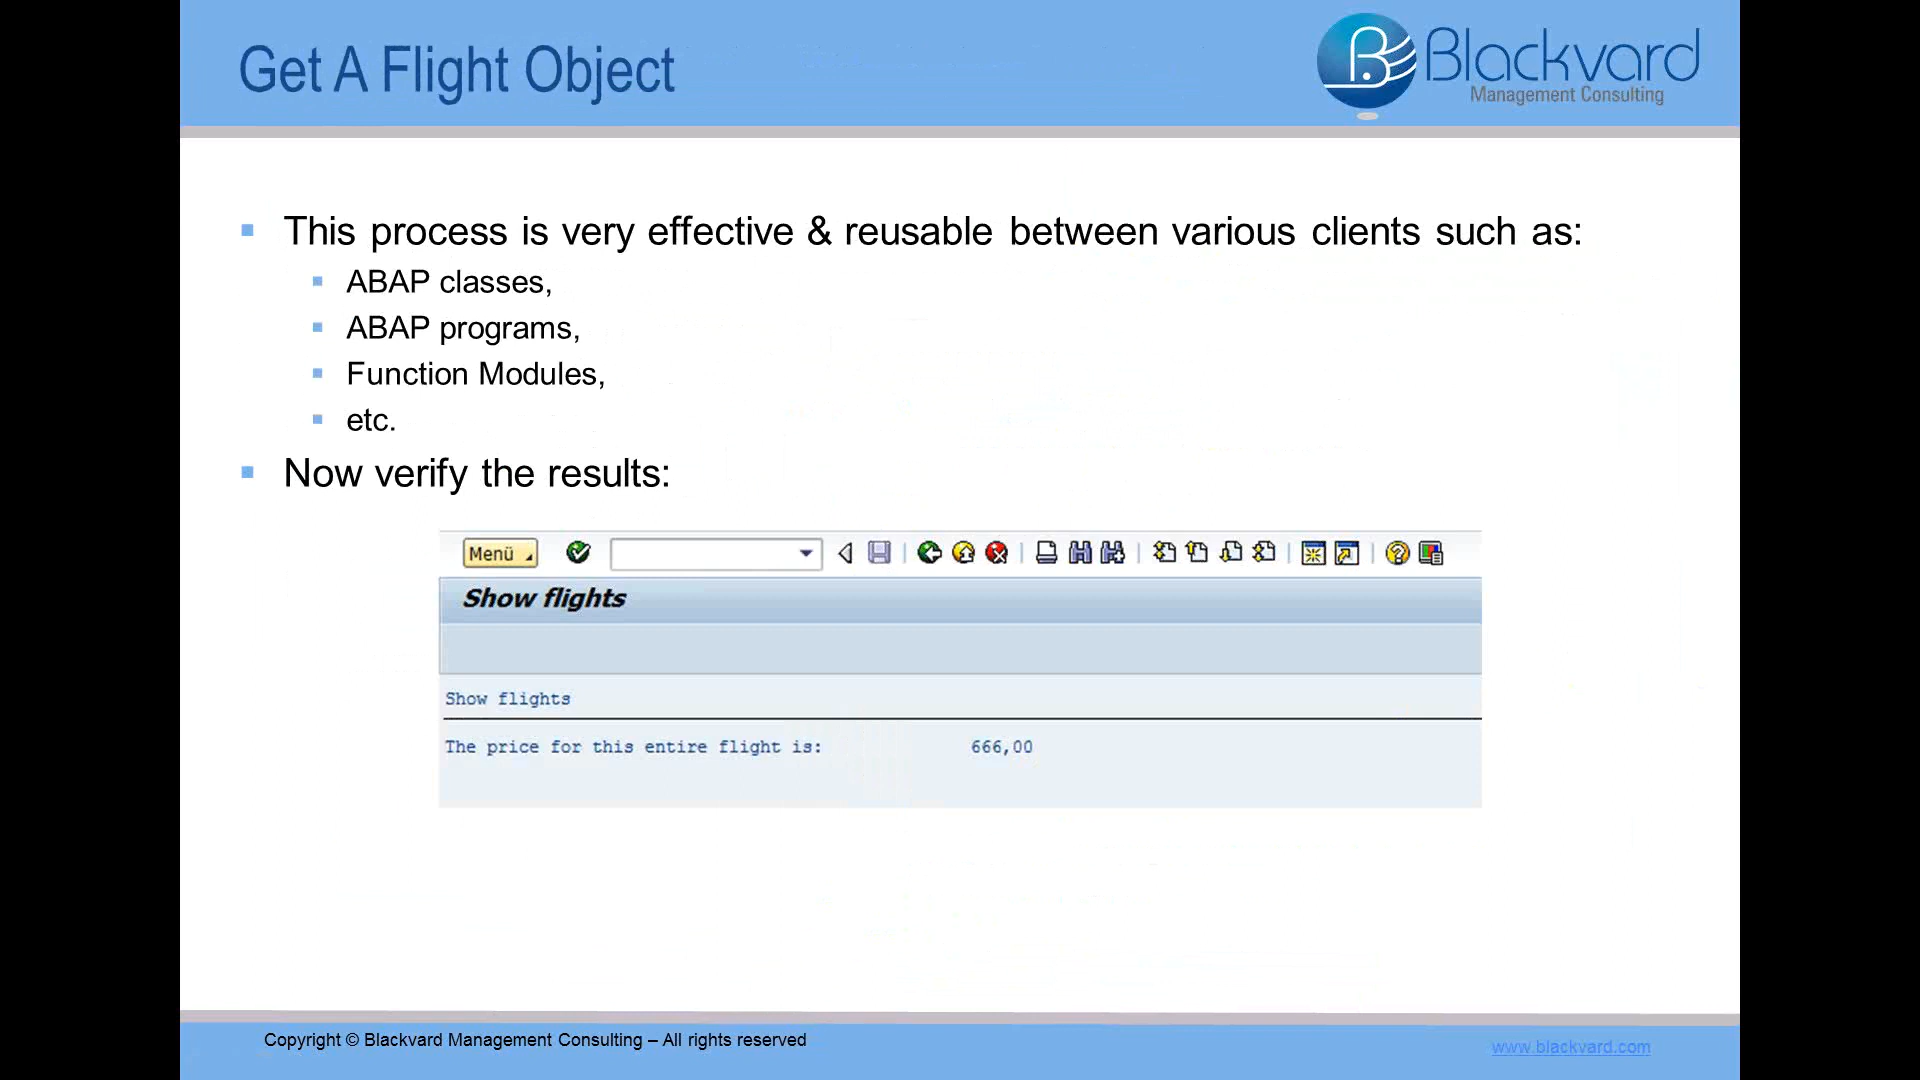 Get A Flight Object
Blackvard
Management Consulting
This process is very effective & reusable between various clients such as:
ABAP classes,
ABAP programs,
Function Modules,
etc.
Now verify the results:
Menü
Show flights
Show flights
The price for this entire flight is: 666,00
Copyright © Blackvard Management Consulting – All rights reserved
www.blackvard.com